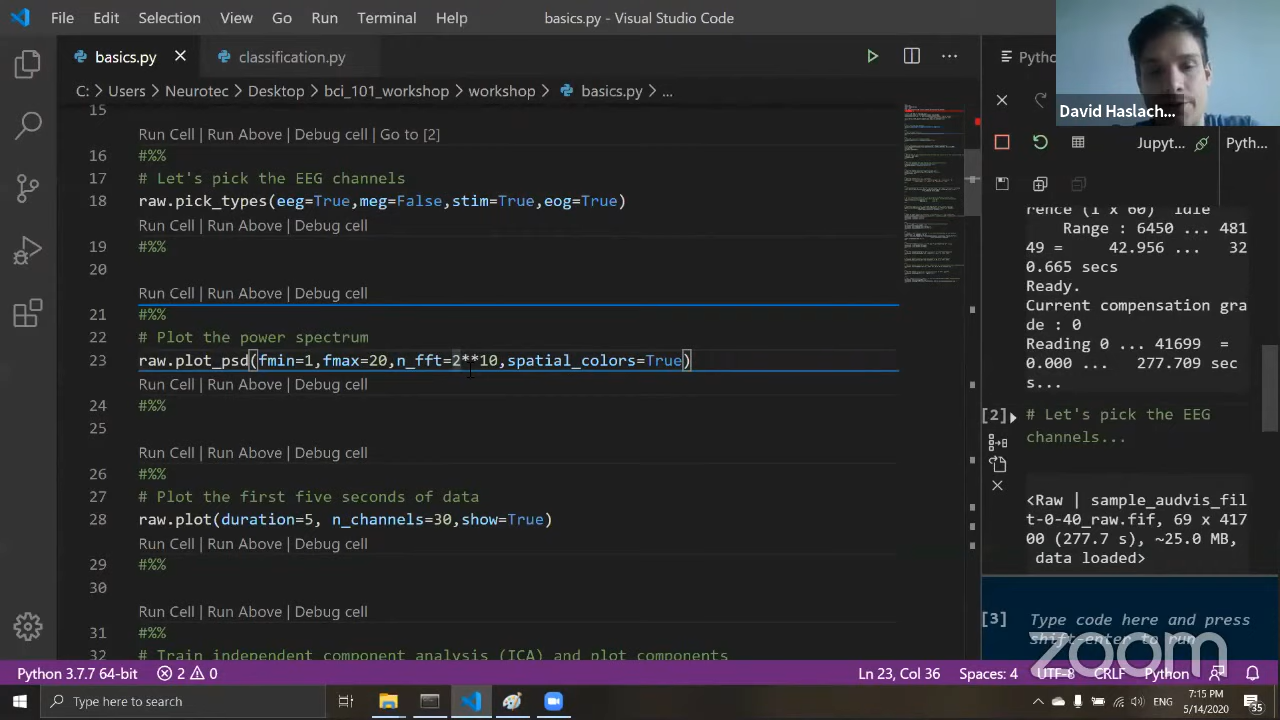 File Edit Selection View Go Run Terminal Help basics.py - Visual Studio Code
basics.py classification.py
C: > Users > Neurotec > Desktop > bci_101_workshop > workshop > basics.py > ...
15
Run Cell | Run Above | Debug cell | Go to [2]
16 #%%
17 # Let's pick the EEG channels
18 raw.pick_types(eeg=True,meg=False,stim=True,eog=True)
Run Cell | Run Above | Debug cell
19 #%%
20
Run Cell | Run Above | Debug cell
21 #%%
22 # Plot the power spectrum
23 raw.plot_psd(fmin=1,fmax=20,n_fft=2**10,spatial_colors=True)
Run Cell | Run Above | Debug cell
24 #%%
25
Run Cell | Run Above | Debug cell
26 #%%
27 # Plot the first five seconds of data
28 raw.plot(duration=5, n_channels=30,show=True)
Run Cell | Run Above | Debug cell
29 #%%
30
Run Cell | Run Above | Debug cell
31 #%%
32 # Train independent component analysis (ICA) and plot components
Pytho
David Haslach...
Jupyt... Pyth...
rence (1 x 60) idle
Range : 6450 ... 481
49 = 42.956 ... 32
0.665 secs
Ready.
Current compensation gra
de : 0
Reading 0 ... 41699 =
0.000 ... 277.709 sec
s...
[2] # Let's pick the EEG
channels...
<Raw | sample_audvis_fil
t-0-40_raw.fif, 69 x 417
00 (277.7 s), ~25.0 MB,
data loaded>
[3] Type code here and press
shift-enter to run
zoom
Python 3.7.7 64-bit 2 0 Ln 23, Col 36 Spaces: 4 UTF-8 CRLF Python
Type here to search
ENG
7:15 PM
5/14/2020
35